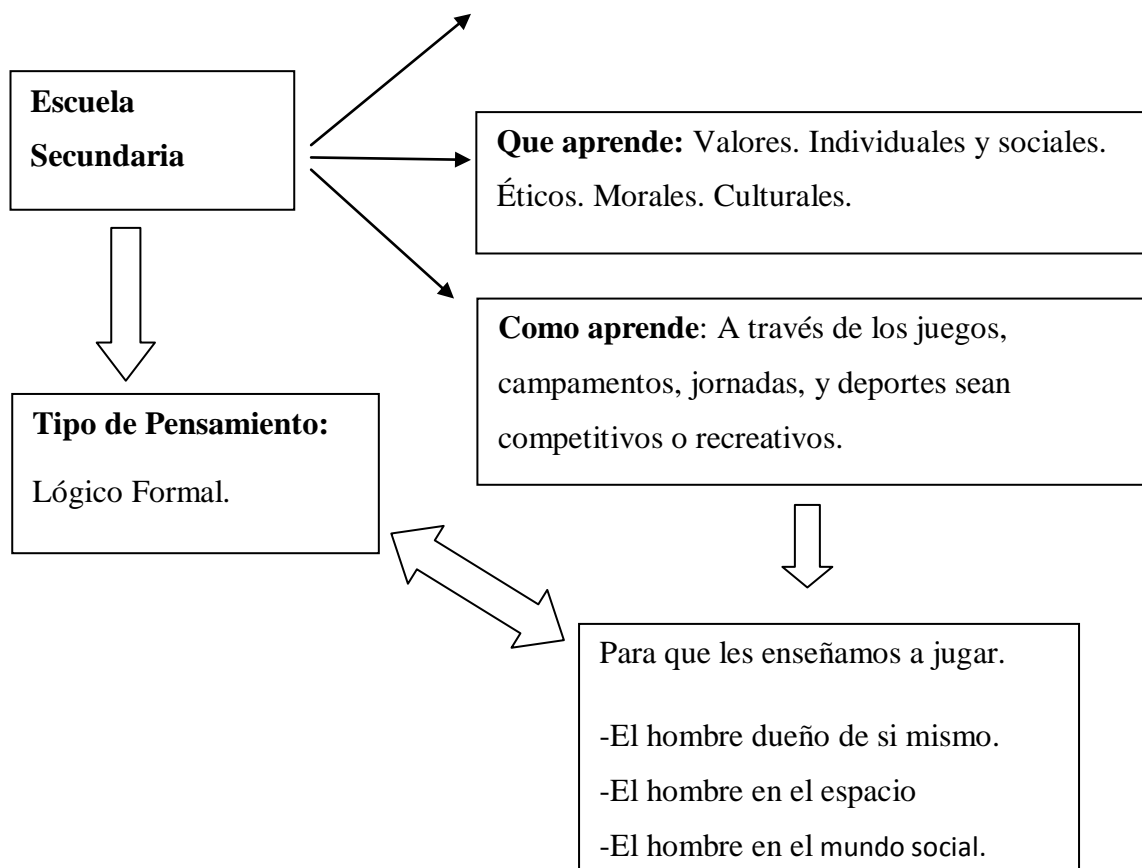 Escuela
Secundaria
Que aprende: Valores. Individuales y sociales.
Éticos. Morales. Culturales.
Como aprende: A través de los juegos,
campamentos, jornadas, y deportes sean
competitivos o recreativos.
Tipo de Pensamiento:
Lógico Formal.
Para que les enseñamos a jugar.
-El hombre dueño de si mismo.
-El hombre en el espacio
-El hombre en el mundo social.